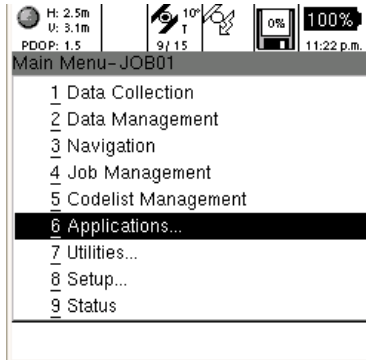 H: 2.5m
V: 3.1m
PDOP: 1.5
10°
T
9/ 15
0%
100%
11:22 p.m.
Main Menu-JOB01
1 Data Collection
2 Data Management
3 Navigation
4 Job Management
5 Codelist Management
6 Applications...
7 Utilities...
8 Setup...
9 Status